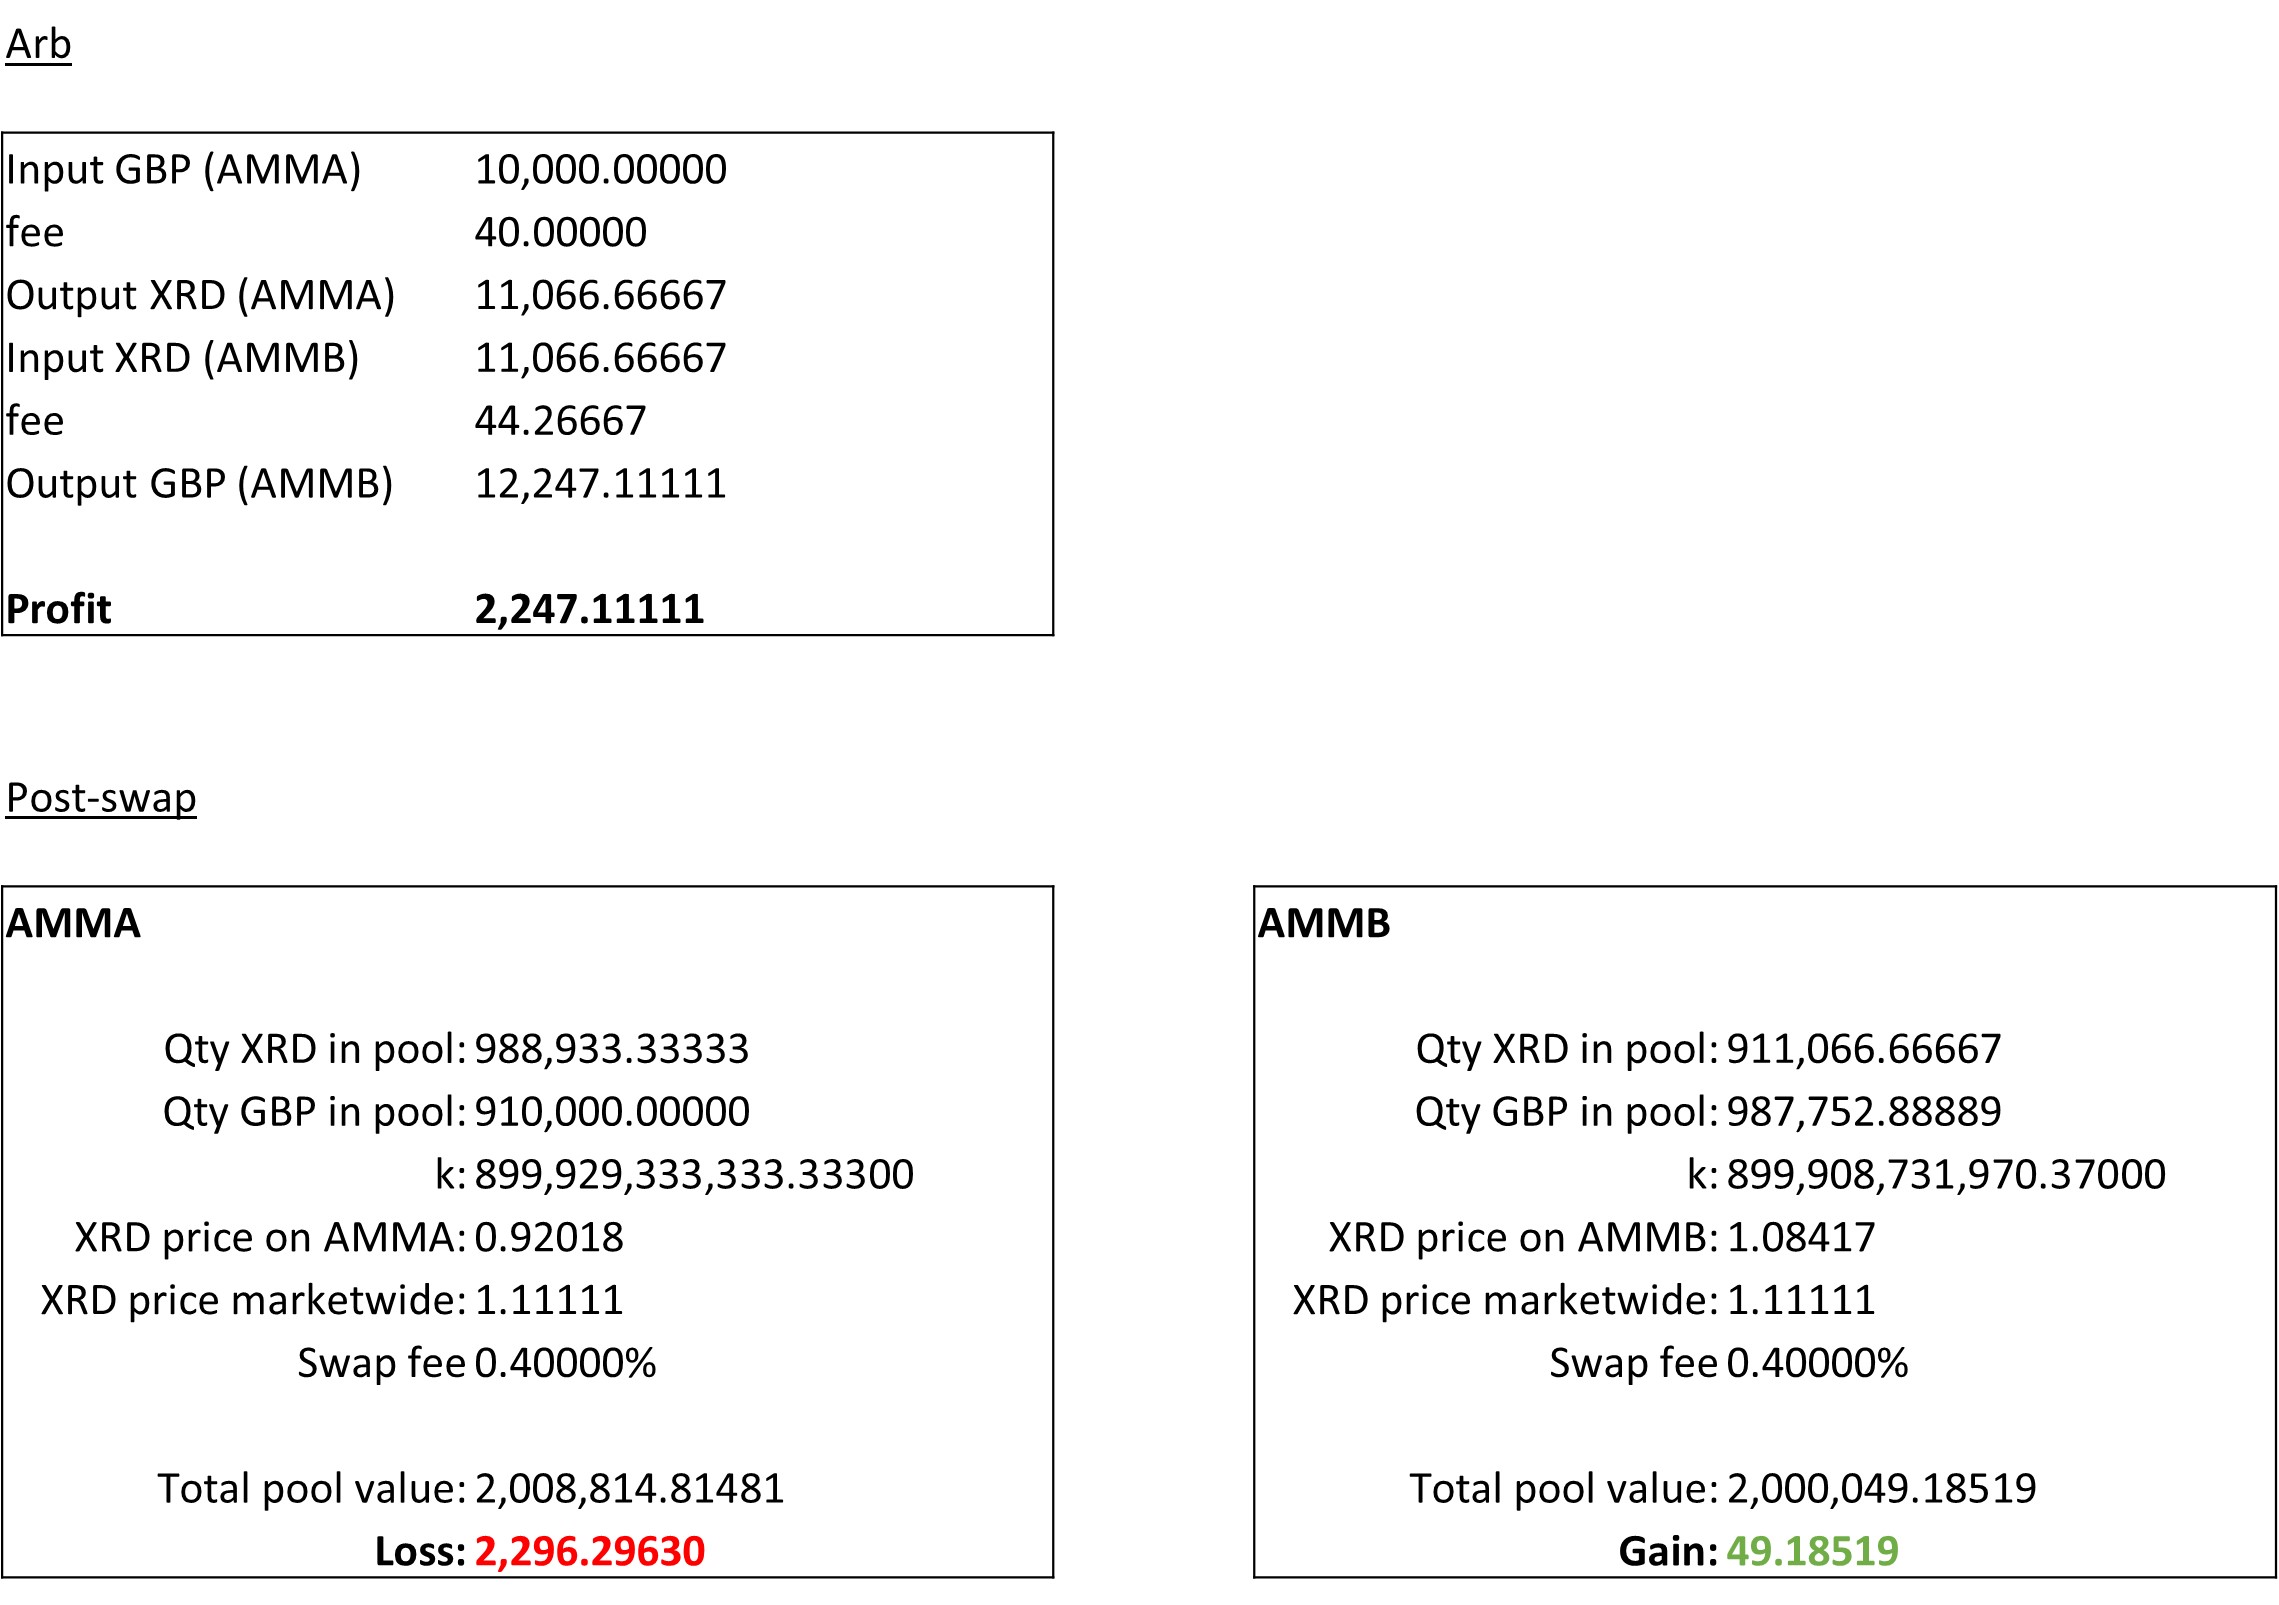 Arb
Input GBP (AMMA) 10,000.00000
fee 40.00000
Output XRD (AMMA) 11,066.66667
Input XRD (AMMB) 11,066.66667
fee 44.26667
Output GBP (AMMB) 12,247.11111
Profit 2,247.11111
Post-swap
AMMA
Qty XRD in pool: 988,933.33333
Qty GBP in pool: 910,000.00000
k: 899,929,333,333.33300
XRD price on AMMA: 0.92018
XRD price marketwide: 1.11111
Swap fee 0.40000%
Total pool value: 2,008,814.81481
Loss: 2,296.29630
AMMB
Qty XRD in pool: 911,066.66667
Qty GBP in pool: 987,752.88889
k: 899,908,731,970.37000
XRD price on AMMB: 1.08417
XRD price marketwide: 1.11111
Swap fee 0.40000%
Total pool value: 2,000,049.18519
Gain: 49.18519